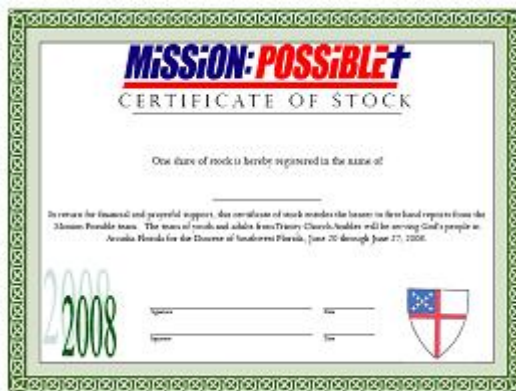 MiSSiON: POSSiBLE
CERTIFICATE OF STOCK
One share of stock is hereby registered in the name of
In return for financial and prayerful support, this certificate of stock entitles the bearer to first hand reports from the
Mission Possible team. The team of youth and adults from Trinity Church Ambler will be serving God's people in
Arcadia Florida for the Diocese of Southwest Florida, June 20 through June 27, 2008.
2008
2008
Signature
Date
Signature